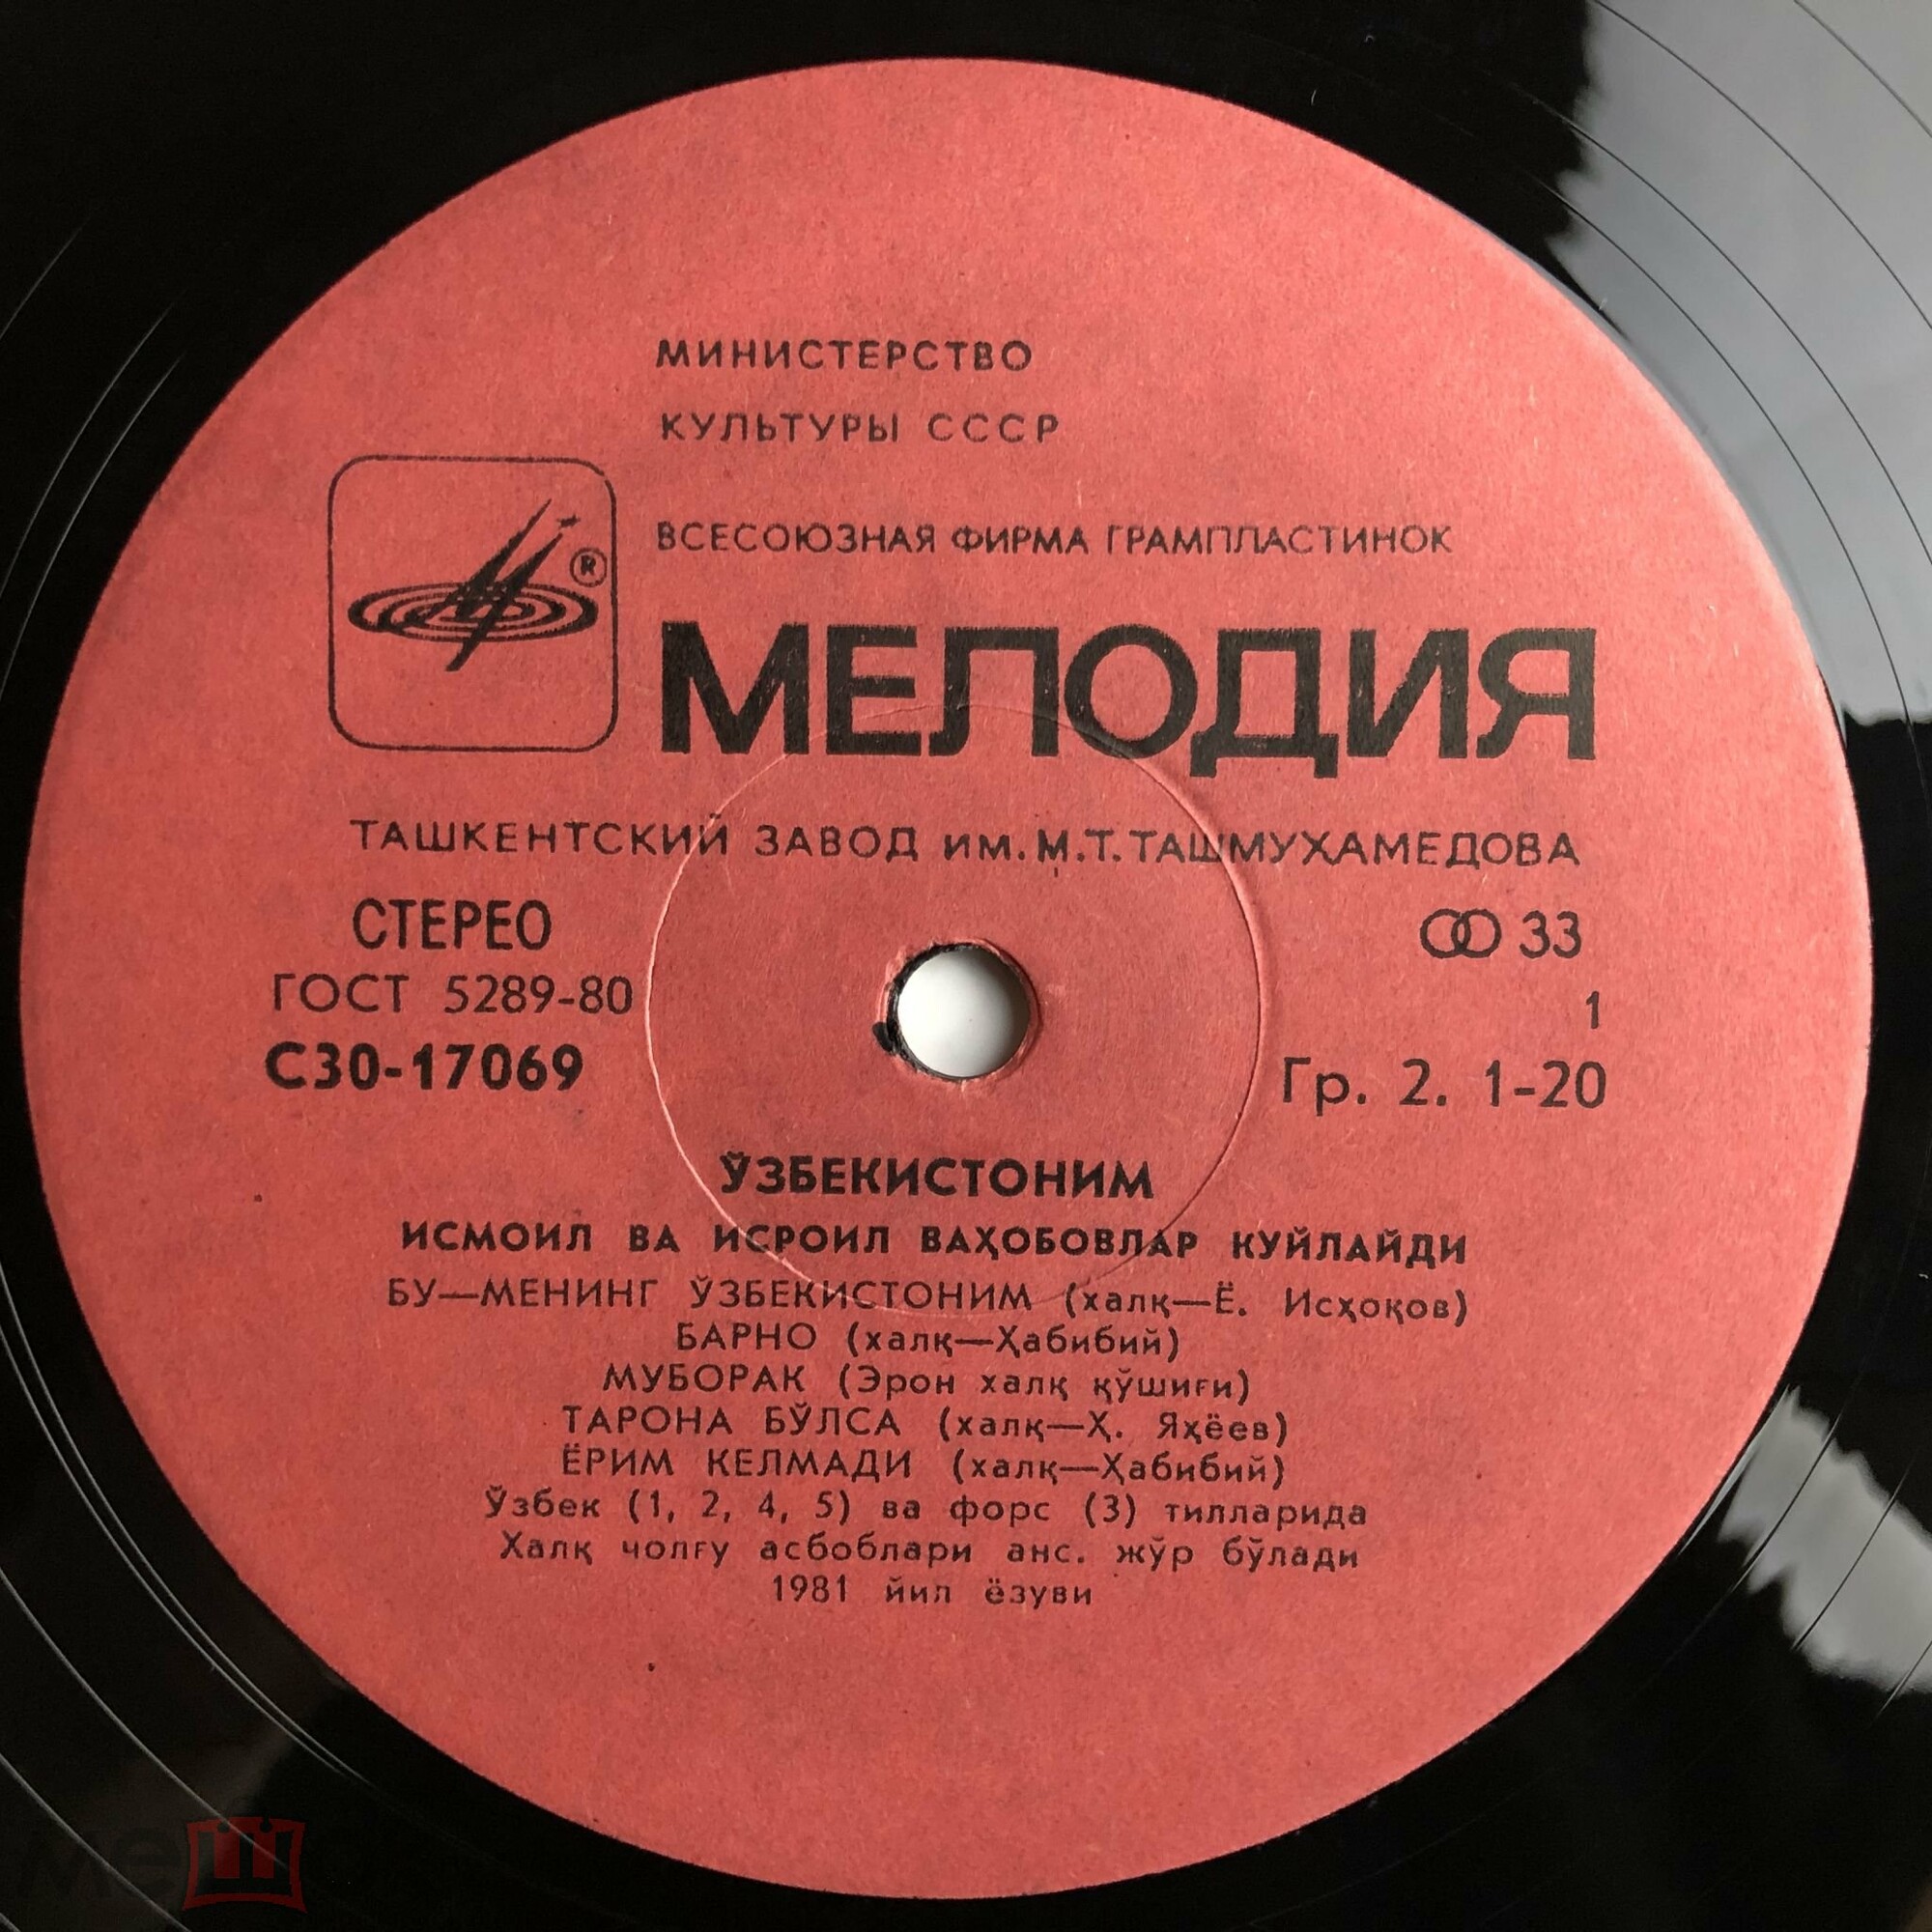 МИНИСТЕРСТВО
КУЛЬТУРЫ СССР
ВСЕСОЮЗНАЯ ФИРМА ГРАМПЛАСТИНОК
®
МЕЛОДИЯ
ТАШКЕНТСКИЙ ЗАВОД им. М.Т. ТАШМУХАМЕДОВА
СТЕРЕО
33
ГОСТ 5289-80
1
С30-17069
Гр. 2. 1-20
ЎЗБЕКИСТОНИМ
ИСМОИЛ ВА ИСРОИЛ ВАҲОБОВЛАР КУЙЛАЙДИ
БУ—МЕНИНГ ЎЗБЕКИСТОНИМ (халқ—Ё. Исҳоқов)
БАРНО (халқ—Ҳабибий)
МУБОРАК (Эрон халқ қўшиғи)
ТАРОНА БЎЛСА (халқ—Ҳ. Яҳёев)
ЁРИМ КЕЛМАДИ (халқ—Ҳабибий)
Ўзбек (1, 2, 4, 5) ва форс (3) тилларида
Халқ чолғу асбоблари анс. жўр бўлади
1981 йил ёзуви